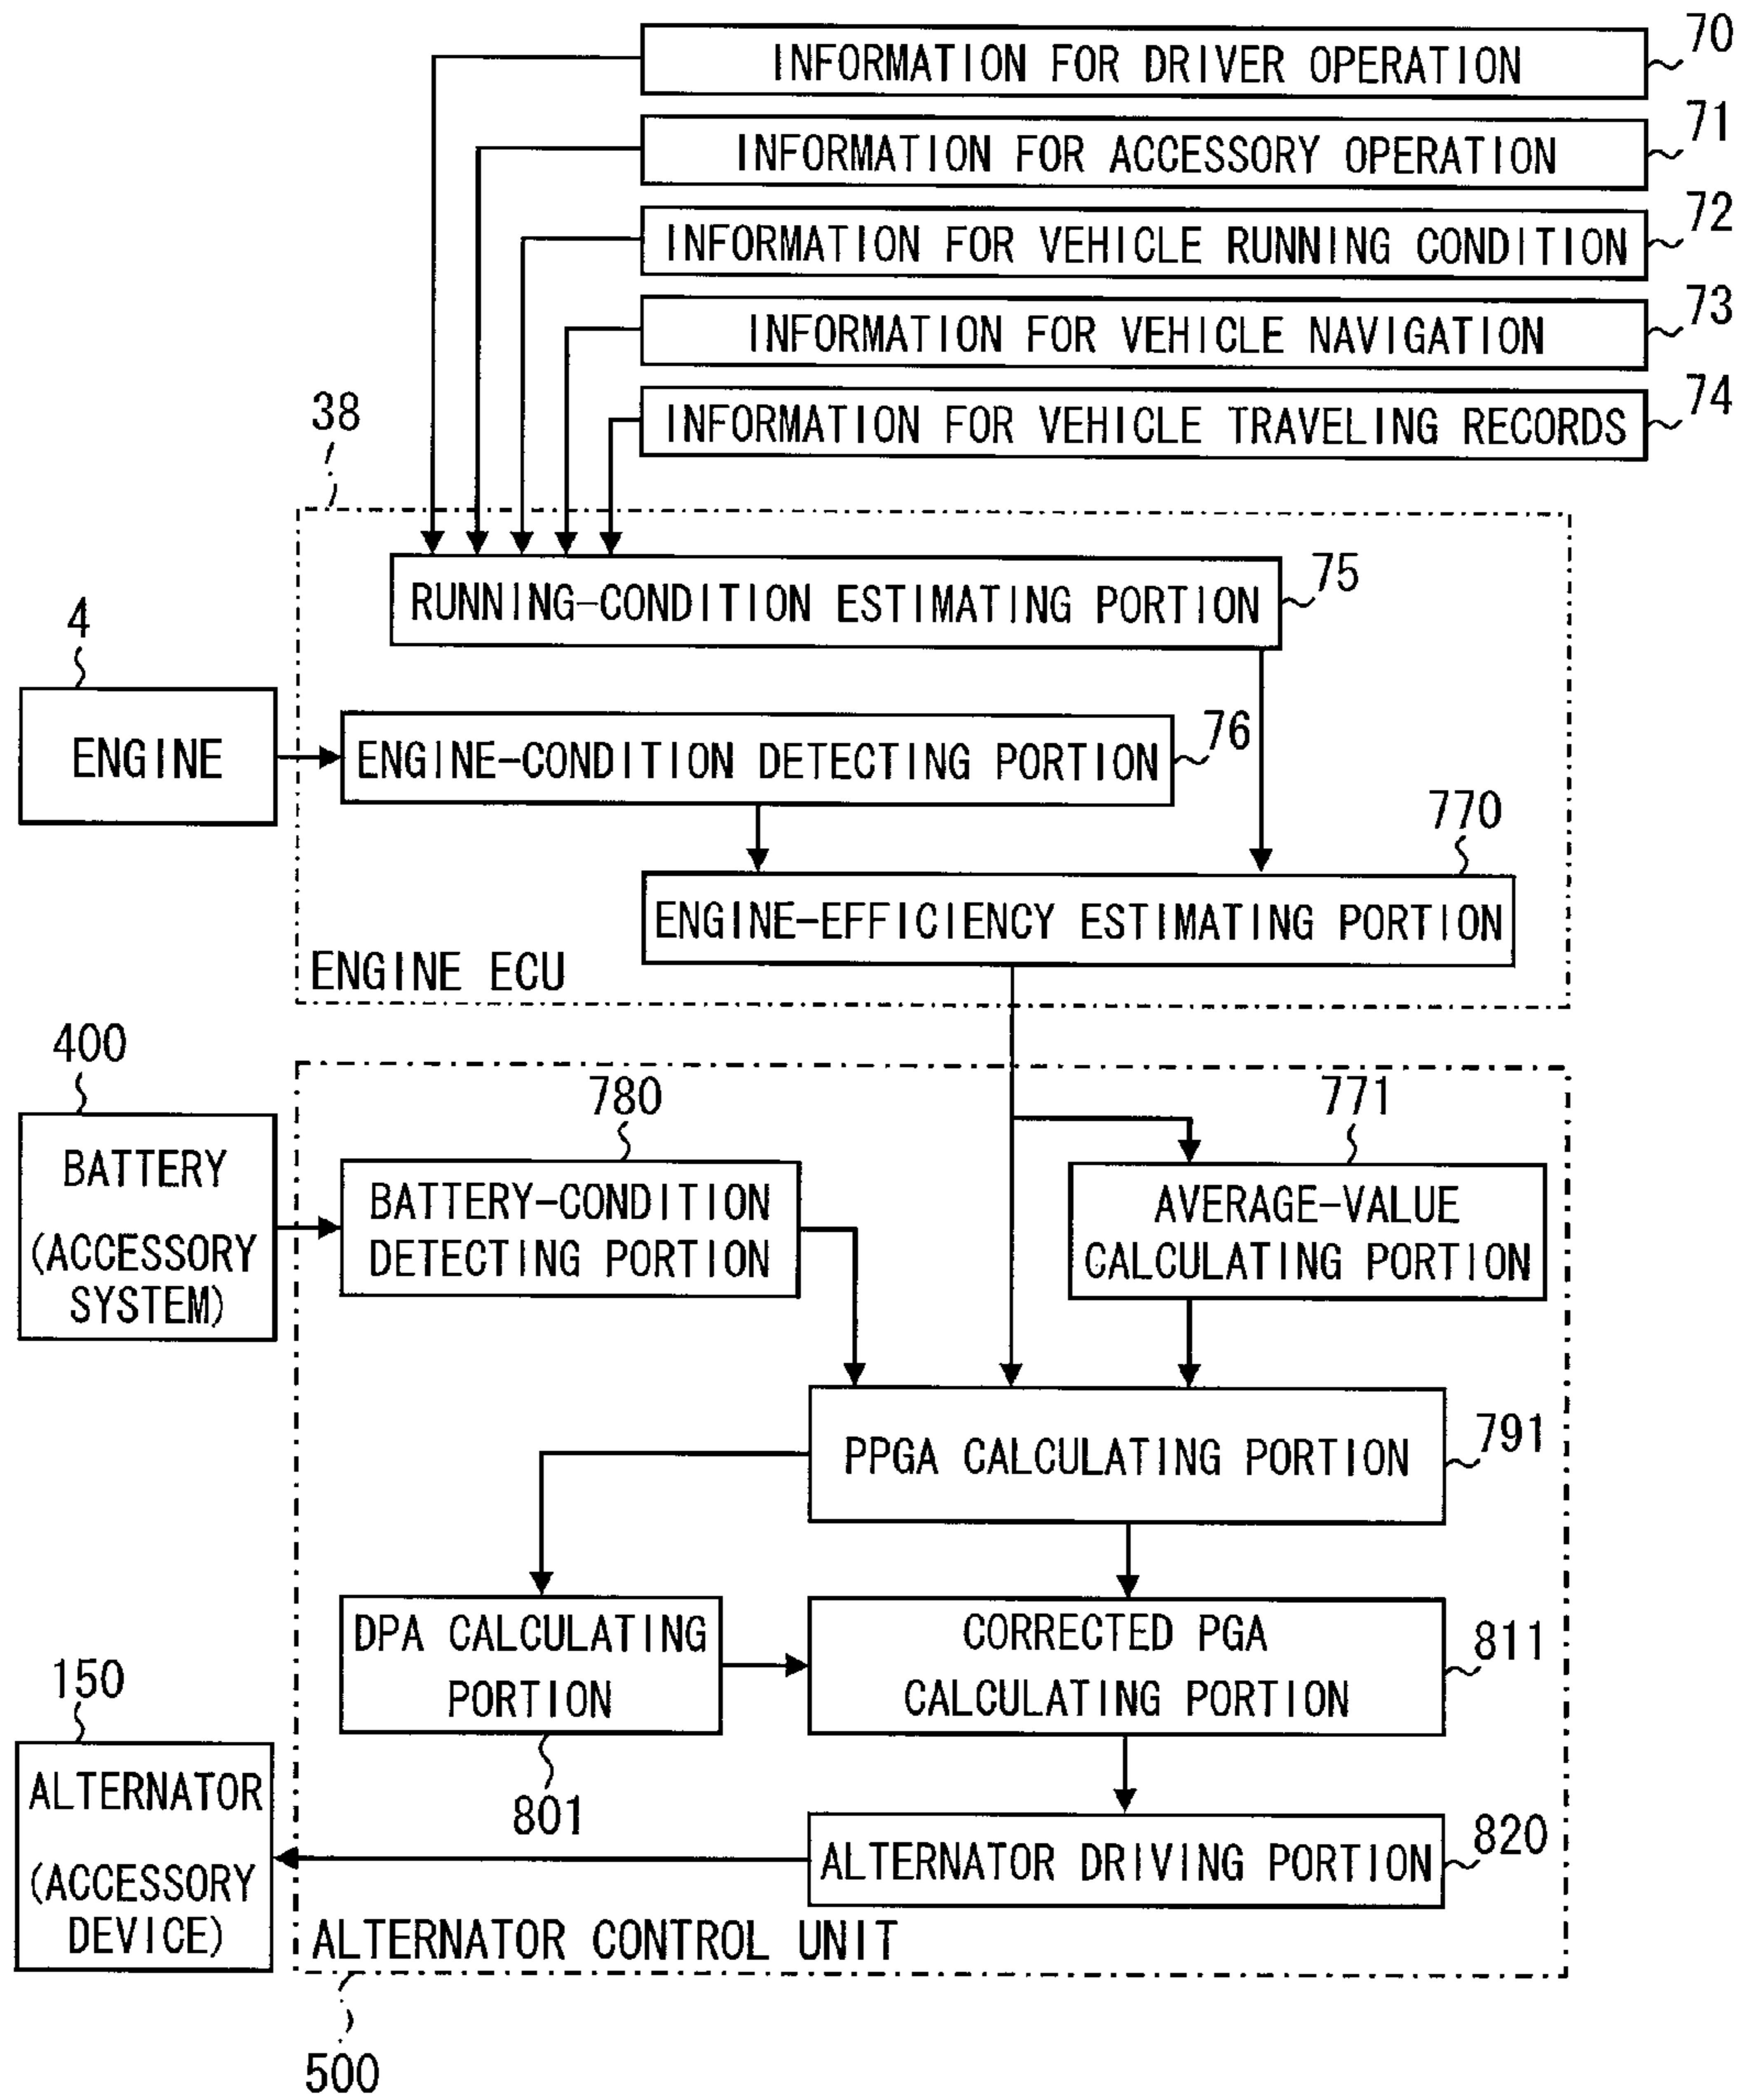 INFORMATION FOR DRIVER OPERATION
70
INFORMATION FOR ACCESSORY OPERATION
71
INFORMATION FOR VEHICLE RUNNING CONDITION
72
INFORMATION FOR VEHICLE NAVIGATION
73
INFORMATION FOR VEHICLE TRAVELING RECORDS
74
38
RUNNING-CONDITION ESTIMATING PORTION
75
4
ENGINE
ENGINE-CONDITION DETECTING PORTION
76
770
ENGINE-EFFICIENCY ESTIMATING PORTION
ENGINE ECU
400
BATTERY
(ACCESSORY
SYSTEM)
780
BATTERY-CONDITION
DETECTING PORTION
771
AVERAGE-VALUE
CALCULATING PORTION
PPGA CALCULATING PORTION
791
DPA CALCULATING
PORTION
801
CORRECTED PGA
CALCULATING PORTION
811
150
ALTERNATOR
(ACCESSORY
DEVICE)
ALTERNATOR DRIVING PORTION
820
ALTERNATOR CONTROL UNIT
500